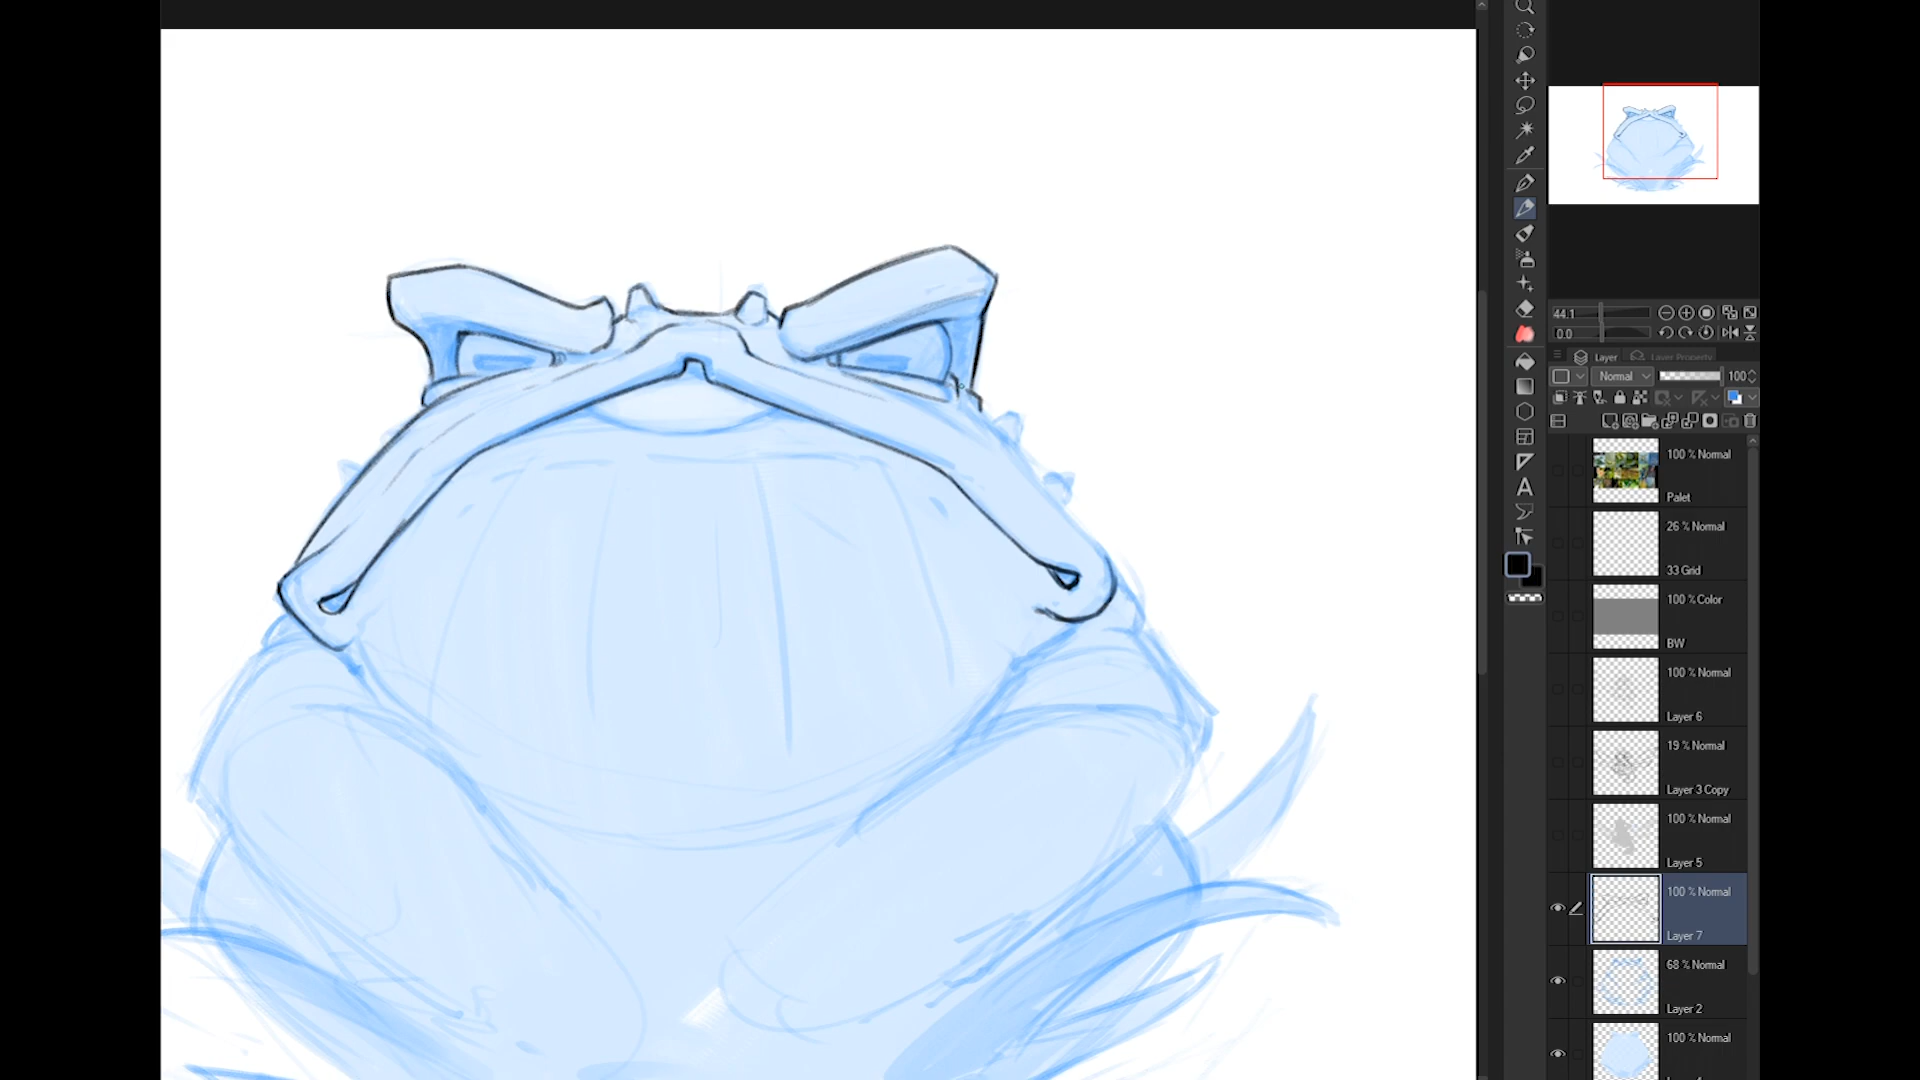 44.1
0.0
Layer
Layer Property
Normal
100
100 % Normal
Palet
26 % Normal
33 Grid
100 % Color
BW
100 % Normal
Layer 6
19 % Normal
Layer 3 Copy
100 % Normal
Layer 5
100 % Normal
Layer 7
68 % Normal
Layer 2
100 % Normal